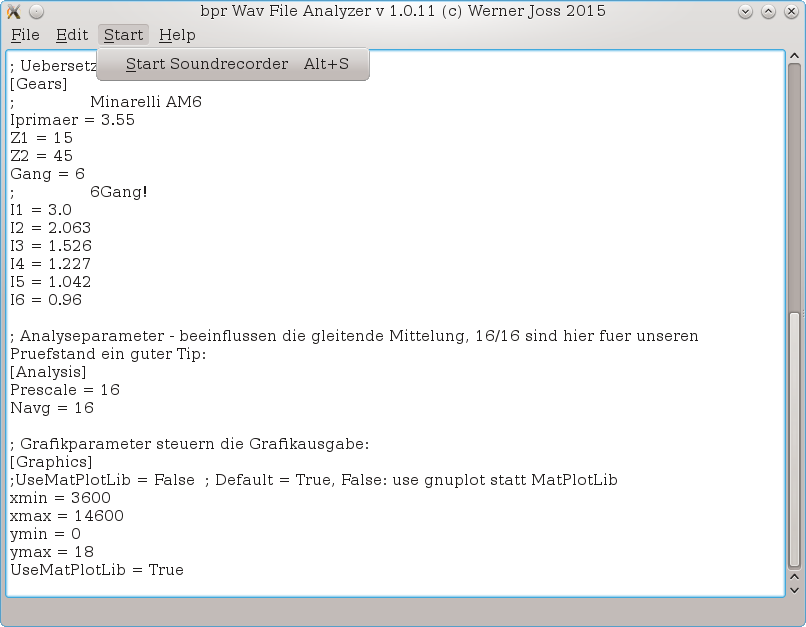 bpr Wav File Analyzer v 1.0.11 (c) Werner Joss 2015
File Edit Start Help
Start Soundrecorder Alt+S
; Uebersetz
[Gears]
; Minarelli AM6
Iprimaer = 3.55
Z1 = 15
Z2 = 45
Gang = 6
; 6Gang!
I1 = 3.0
I2 = 2.063
I3 = 1.526
I4 = 1.227
I5 = 1.042
I6 = 0.96
; Analyseparameter - beeinflussen die gleitende Mittelung, 16/16 sind hier fuer unseren
Pruefstand ein guter Tip:
[Analysis]
Prescale = 16
Navg = 16
; Grafikparameter steuern die Grafikausgabe:
[Graphics]
;UseMatPlotLib = False ; Default = True, False: use gnuplot statt MatPlotLib
xmin = 3600
xmax = 14600
ymin = 0
ymax = 18
UseMatPlotLib = True